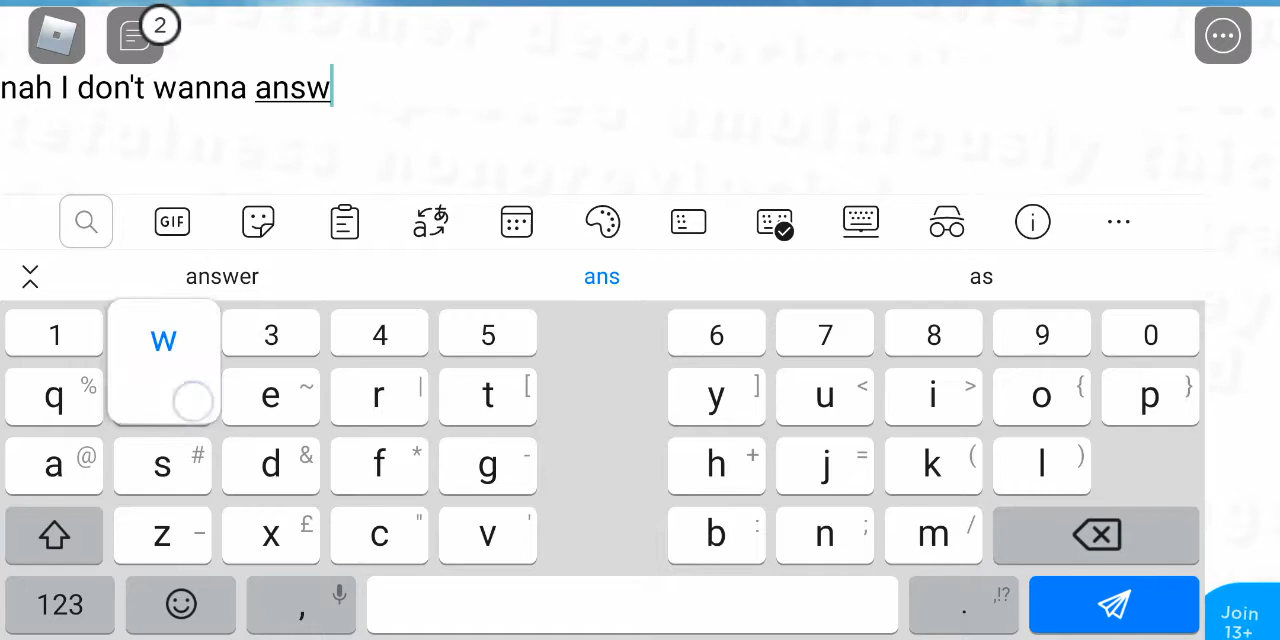 2
nah I don't wanna answ
GIF
answer ans as
1 w 3 4 5 6 7 8 9 0
q % e ~ r | t [ y ] u < i > o { p }
a @ s # d & f * g - h + j = k ( l )
z _ x £ c " v ' b : n ; m /
123 , . ,!?
Join
13+